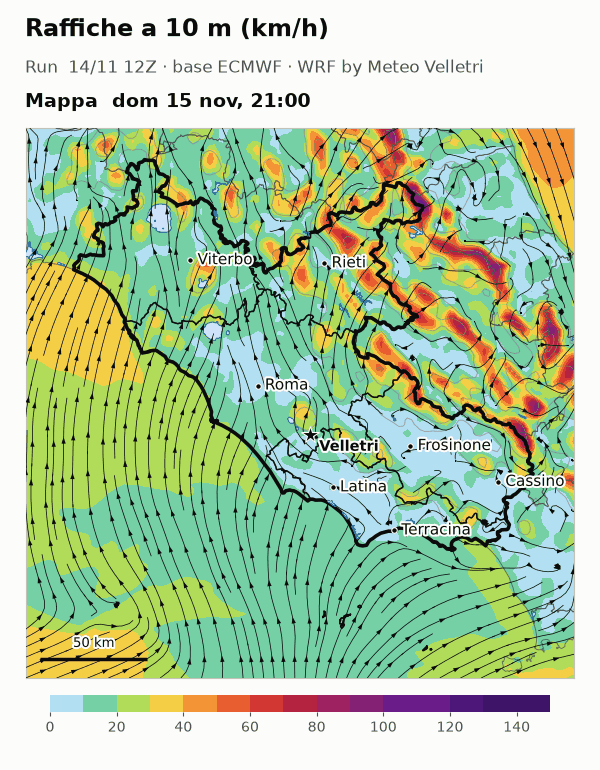 Raffiche a 10 m (km/h)
Run  14/11 12Z · base ECMWF · WRF by Meteo Velletri
Mappa  dom 15 nov, 21:00
Viterbo
Rieti
Roma
Velletri
Frosinone
Latina
Cassino
Terracina
50 km
0 20 40 60 80 100 120 140